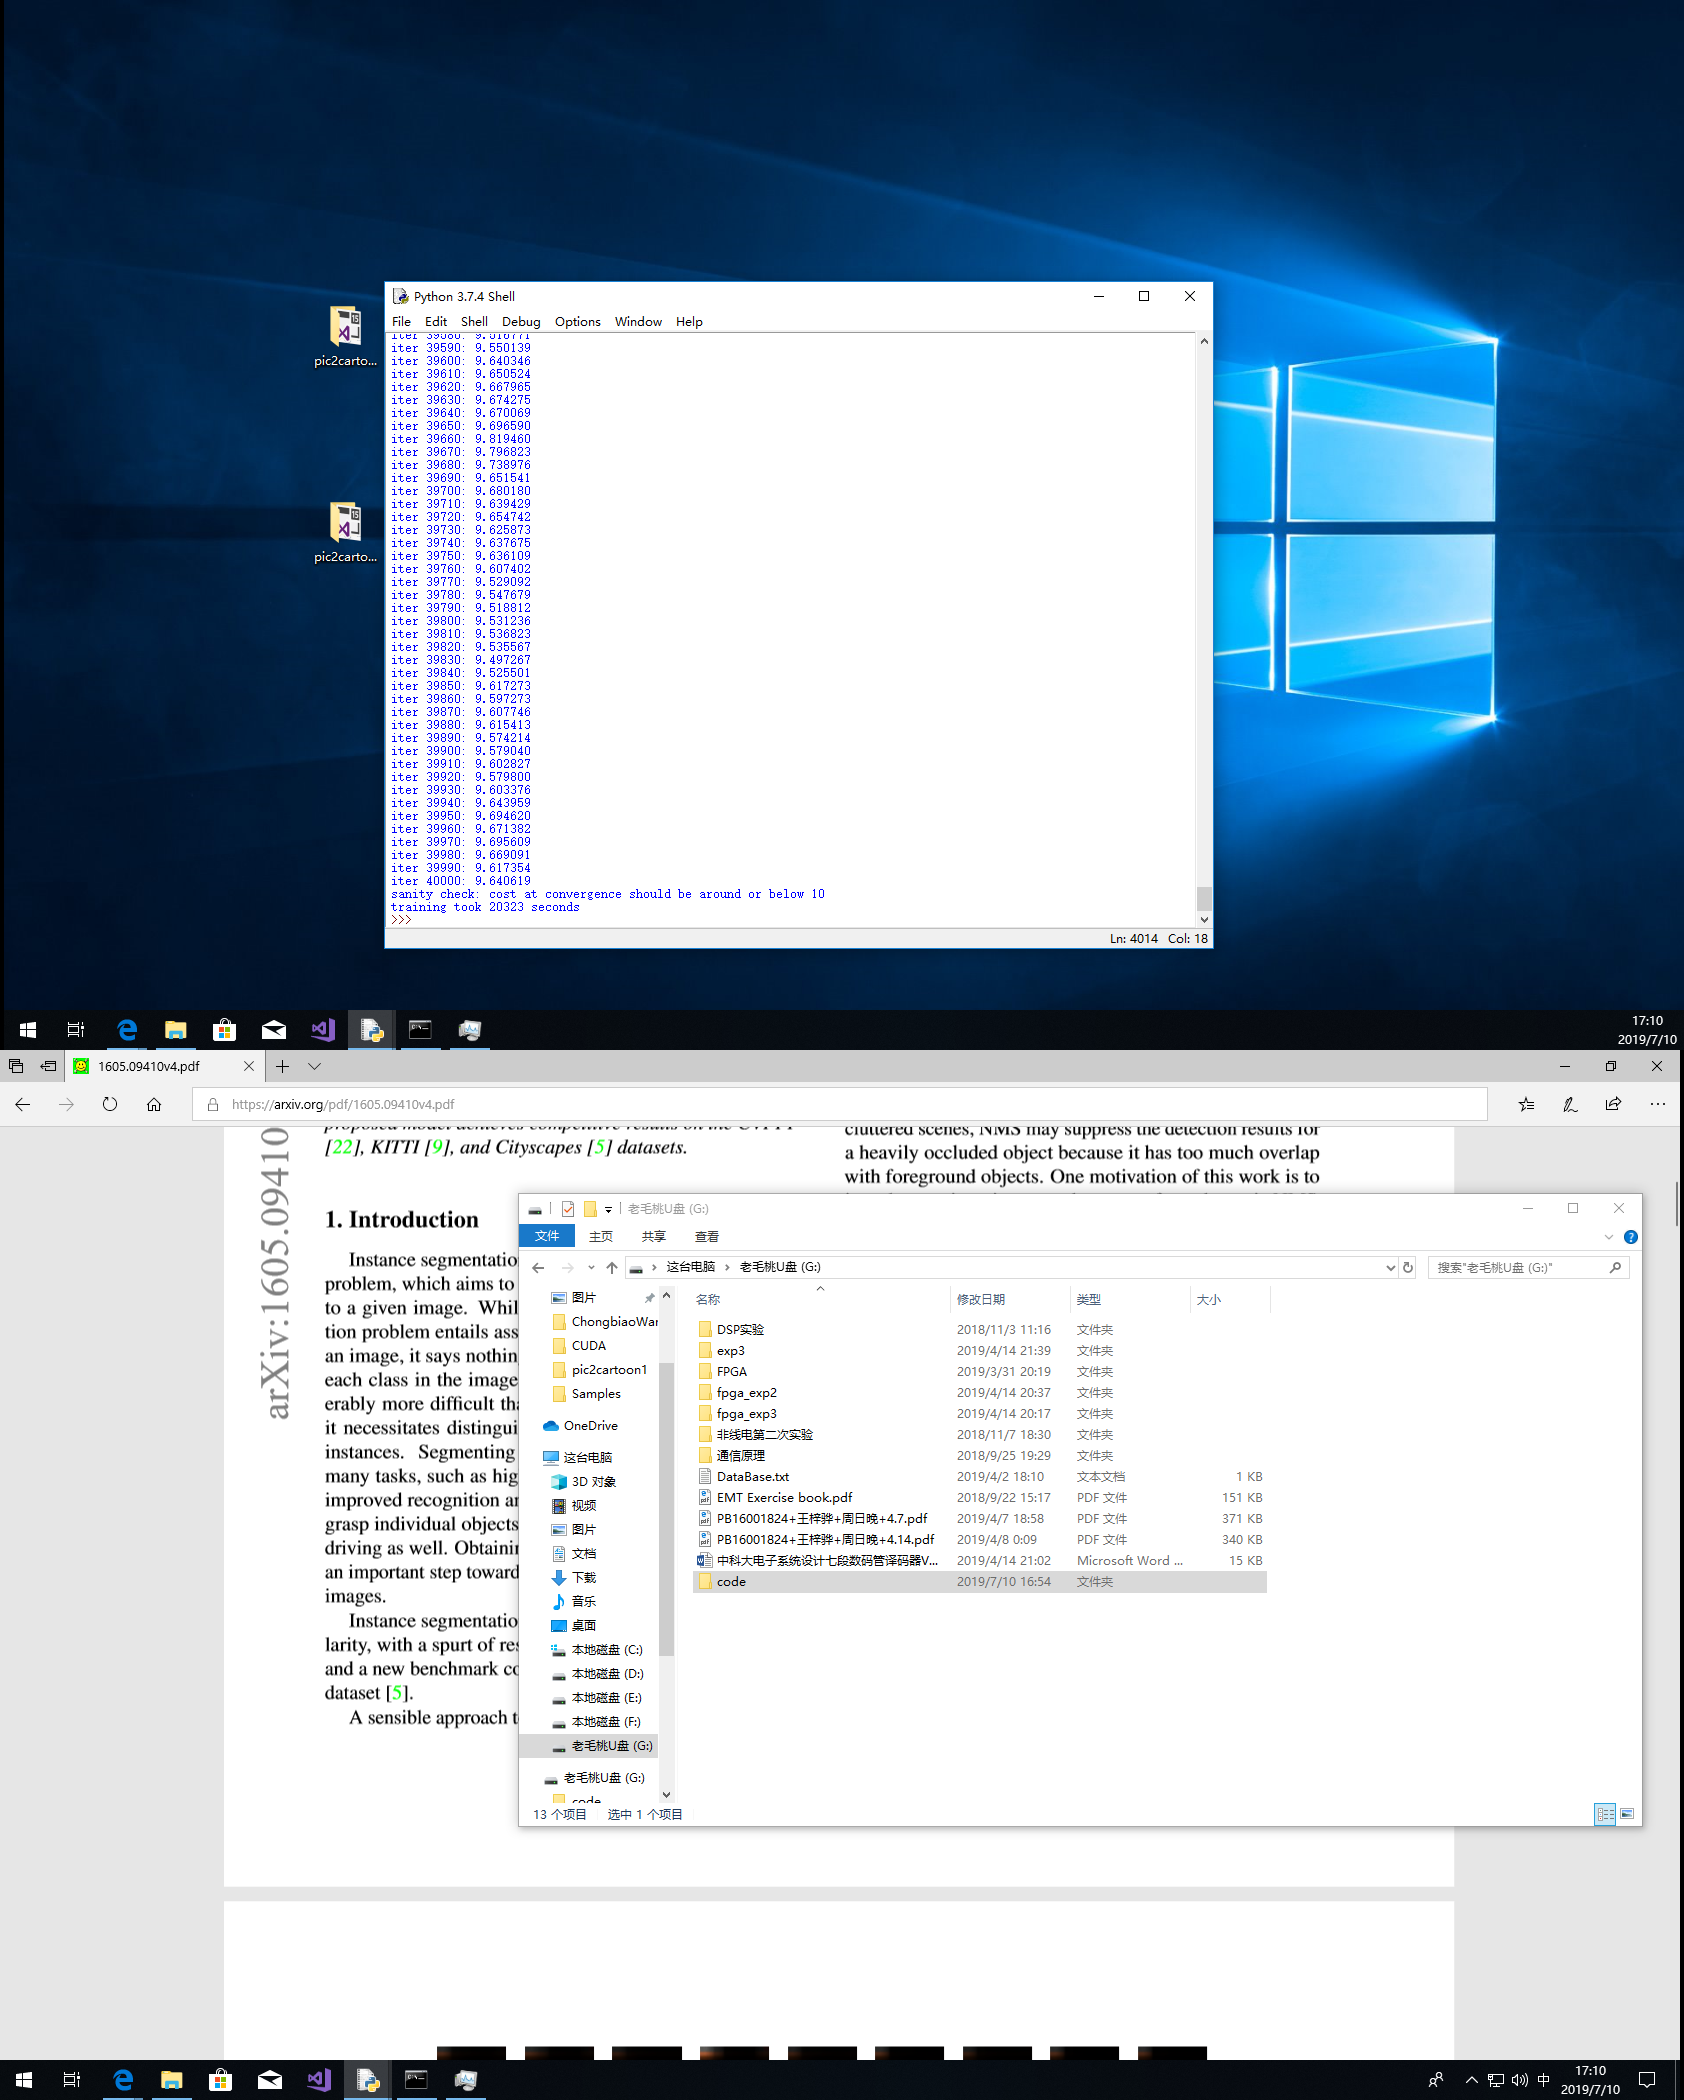 pic2carto...
pic2carto...
Python 3.7.4 Shell
File Edit Shell Debug Options Window Help
iter 39580: 9.516771
iter 39590: 9.550139
iter 39600: 9.640346
iter 39610: 9.650524
iter 39620: 9.667965
iter 39630: 9.674275
iter 39640: 9.670069
iter 39650: 9.696590
iter 39660: 9.819460
iter 39670: 9.796823
iter 39680: 9.738976
iter 39690: 9.651541
iter 39700: 9.680180
iter 39710: 9.639429
iter 39720: 9.654742
iter 39730: 9.625873
iter 39740: 9.637675
iter 39750: 9.636109
iter 39760: 9.607402
iter 39770: 9.529092
iter 39780: 9.547679
iter 39790: 9.518812
iter 39800: 9.531236
iter 39810: 9.536823
iter 39820: 9.535567
iter 39830: 9.497267
iter 39840: 9.525501
iter 39850: 9.617273
iter 39860: 9.597273
iter 39870: 9.607746
iter 39880: 9.615413
iter 39890: 9.574214
iter 39900: 9.579040
iter 39910: 9.602827
iter 39920: 9.579800
iter 39930: 9.603376
iter 39940: 9.643959
iter 39950: 9.694620
iter 39960: 9.671382
iter 39970: 9.695609
iter 39980: 9.669091
iter 39990: 9.617354
iter 40000: 9.640619
sanity check: cost at convergence should be around or below 10
training took 20323 seconds
>>>
Ln: 4014 Col: 18
17:10
2019/7/10
1605.09410v4.pdf
https://arxiv.org/pdf/1605.09410v4.pdf
arXiv:1605.09410
proposed model achieves competitive results on the CVPPP
[22], KITTI [9], and Cityscapes [5] datasets.
1. Introduction
Instance segmentatio
problem, which aims to
to a given image. Whil
tion problem entails ass
an image, it says nothin
each class in the image
erably more difficult tha
it necessitates distingui
instances. Segmenting
many tasks, such as hig
improved recognition an
grasp individual objects
driving as well. Obtaini
an important step toward
images.
Instance segmentatio
larity, with a spurt of res
and a new benchmark co
dataset [5].
A sensible approach t
cluttered scenes, NMS may suppress the detection results for
a heavily occluded object because it has too much overlap
with foreground objects. One motivation of this work is to
老毛桃U盘 (G:)
文件 主页 共享 查看
这台电脑 > 老毛桃U盘 (G:)
搜索"老毛桃U盘 (G:)"
图片
ChongbiaoWar
CUDA
pic2cartoon1
Samples
OneDrive
这台电脑
3D 对象
视频
图片
文档
下载
音乐
桌面
本地磁盘 (C:)
本地磁盘 (D:)
本地磁盘 (E:)
本地磁盘 (F:)
老毛桃U盘 (G:)
老毛桃U盘 (G:)
code
名称 修改日期 类型 大小
DSP实验 2018/11/3 11:16 文件夹
exp3 2019/4/14 21:39 文件夹
FPGA 2019/3/31 20:19 文件夹
fpga_exp2 2019/4/14 20:37 文件夹
fpga_exp3 2019/4/14 20:17 文件夹
非线电第二次实验 2018/11/7 18:30 文件夹
通信原理 2018/9/25 19:29 文件夹
DataBase.txt 2019/4/2 18:10 文本文档 1 KB
EMT Exercise book.pdf 2018/9/22 15:17 PDF 文件 151 KB
PB16001824+王梓骅+周日晚+4.7.pdf 2019/4/7 18:58 PDF 文件 371 KB
PB16001824+王梓骅+周日晚+4.14.pdf 2019/4/8 0:09 PDF 文件 340 KB
中科大电子系统设计七段数码管译码器V... 2019/4/14 21:02 Microsoft Word ... 15 KB
code 2019/7/10 16:54 文件夹
13 个项目 选中 1 个项目
中
17:10
2019/7/10